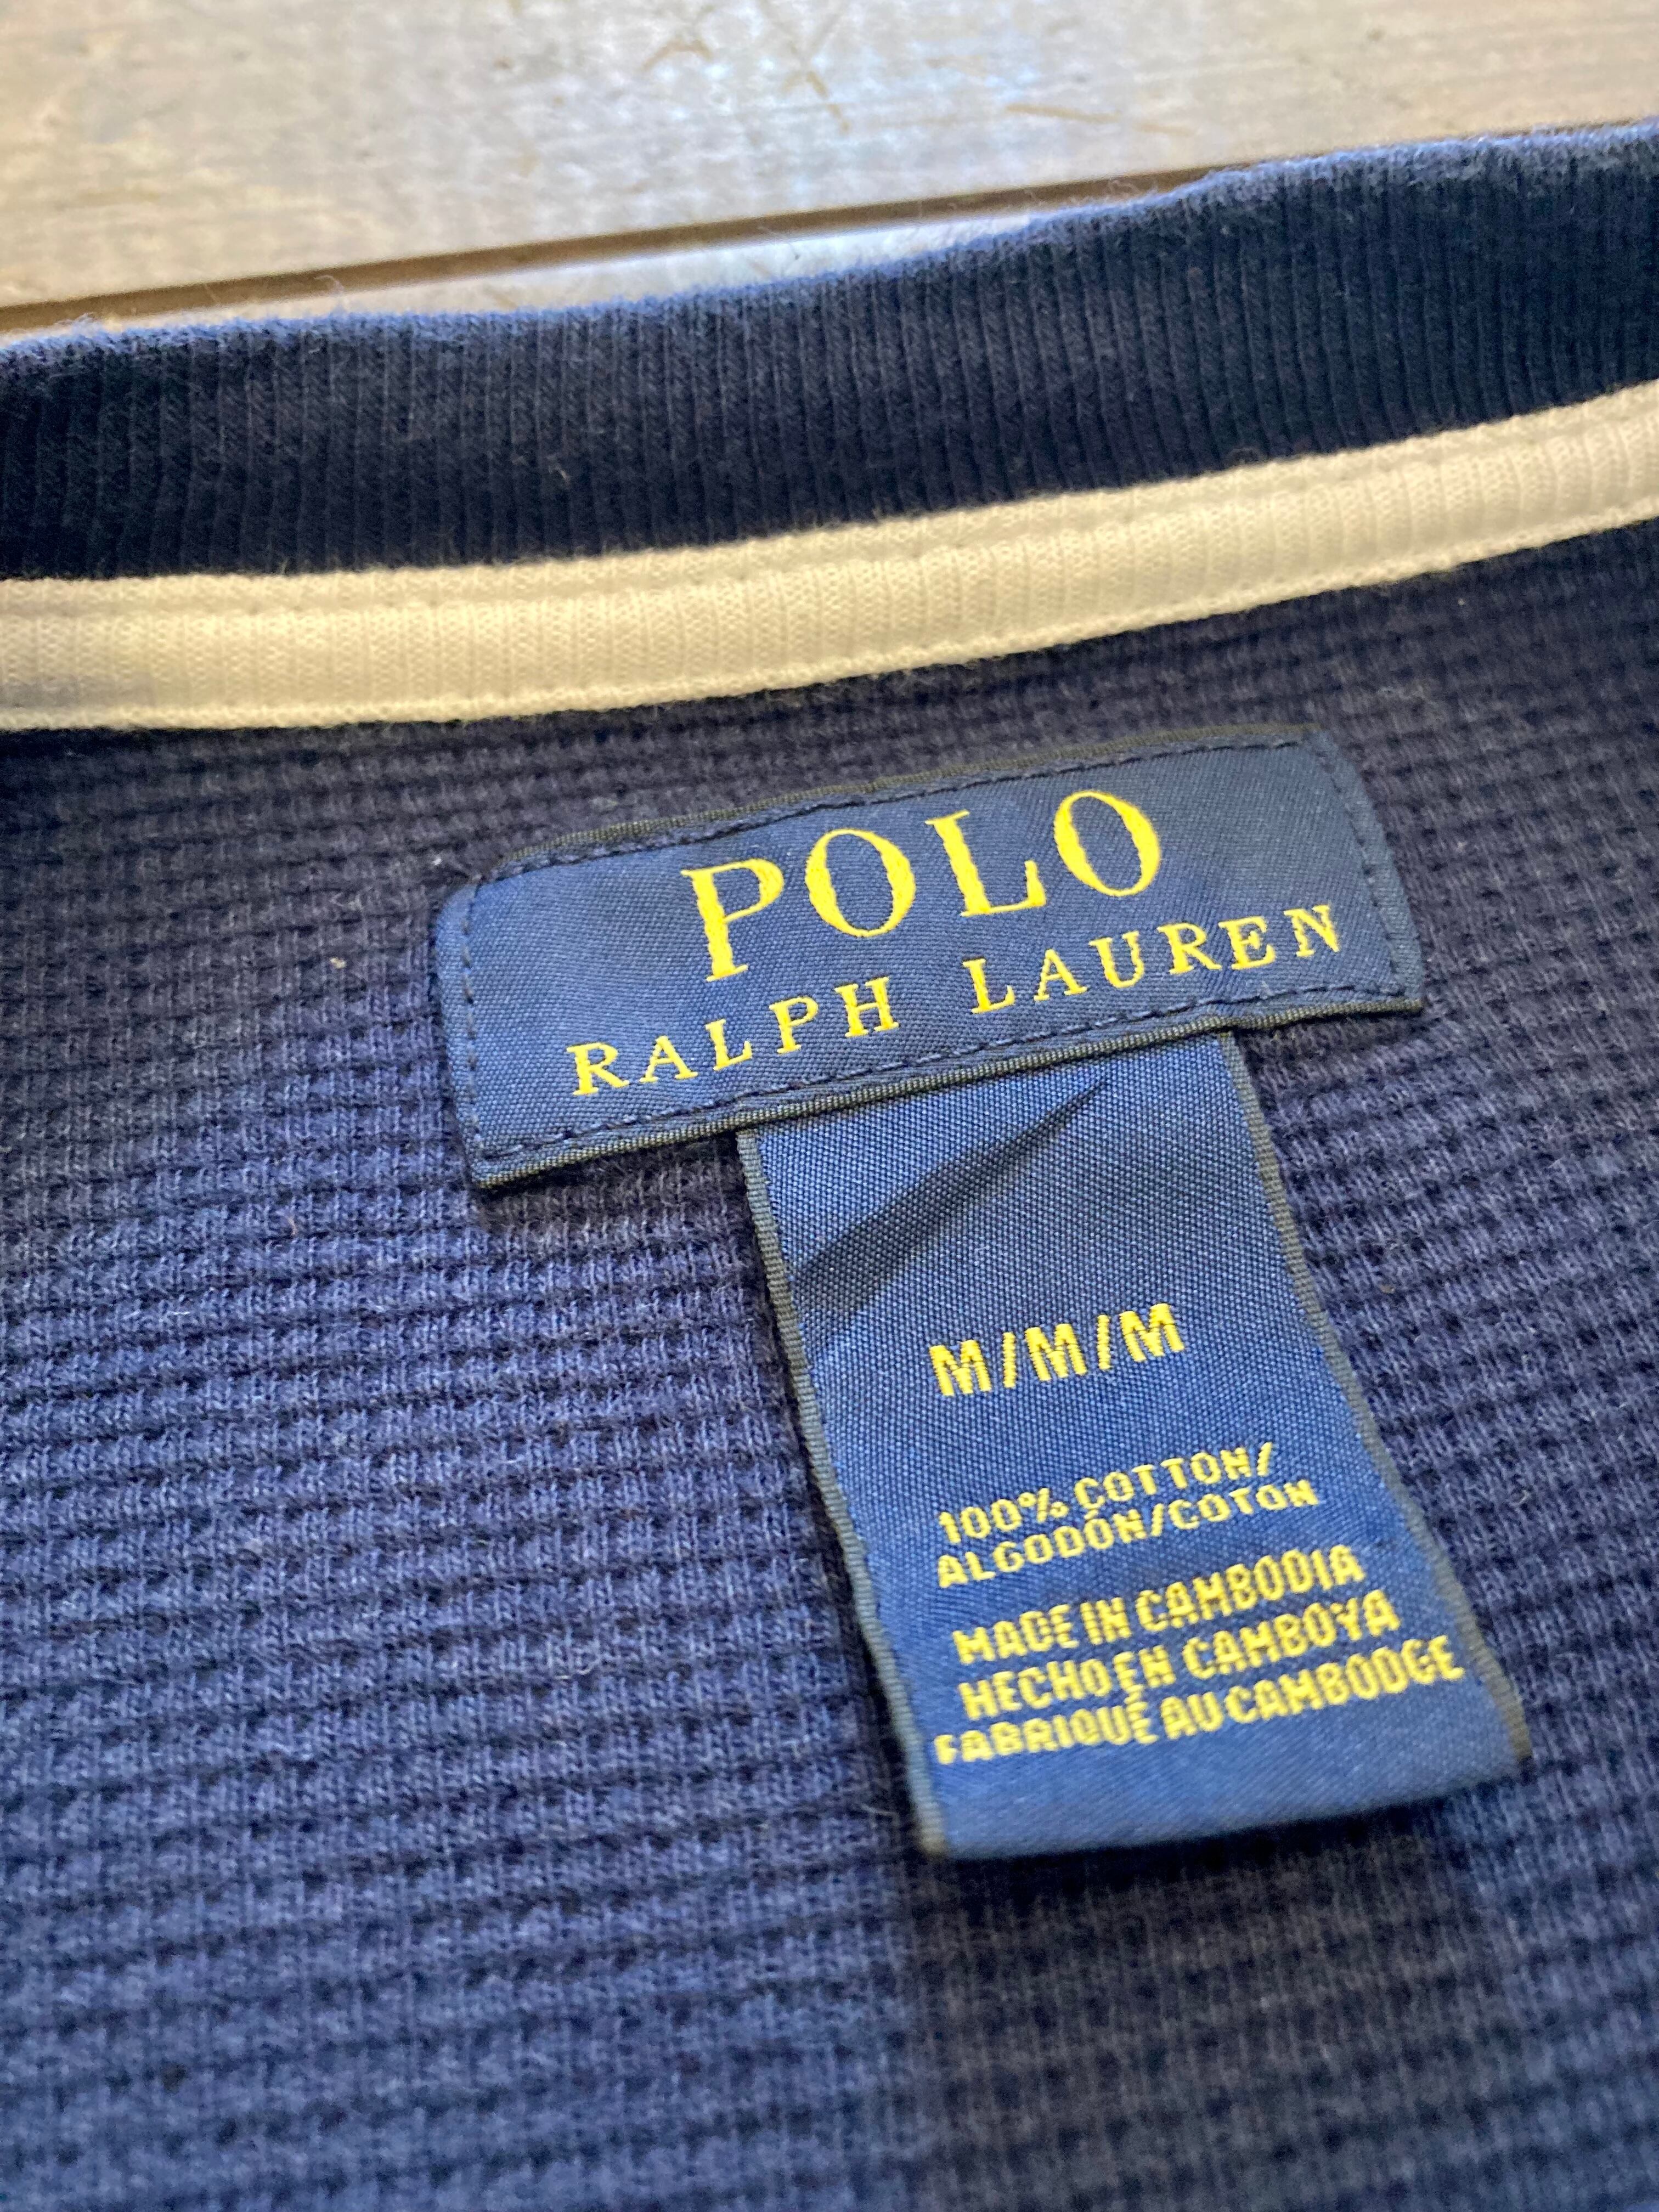 POLO
RALPH LAUREN
M/M/M
100% COTTON/
ALGODÓN/COTON
MADE IN CAMBODIA
HECHO EN CAMBOYA
FABRIQUÉ AU CAMBODGE